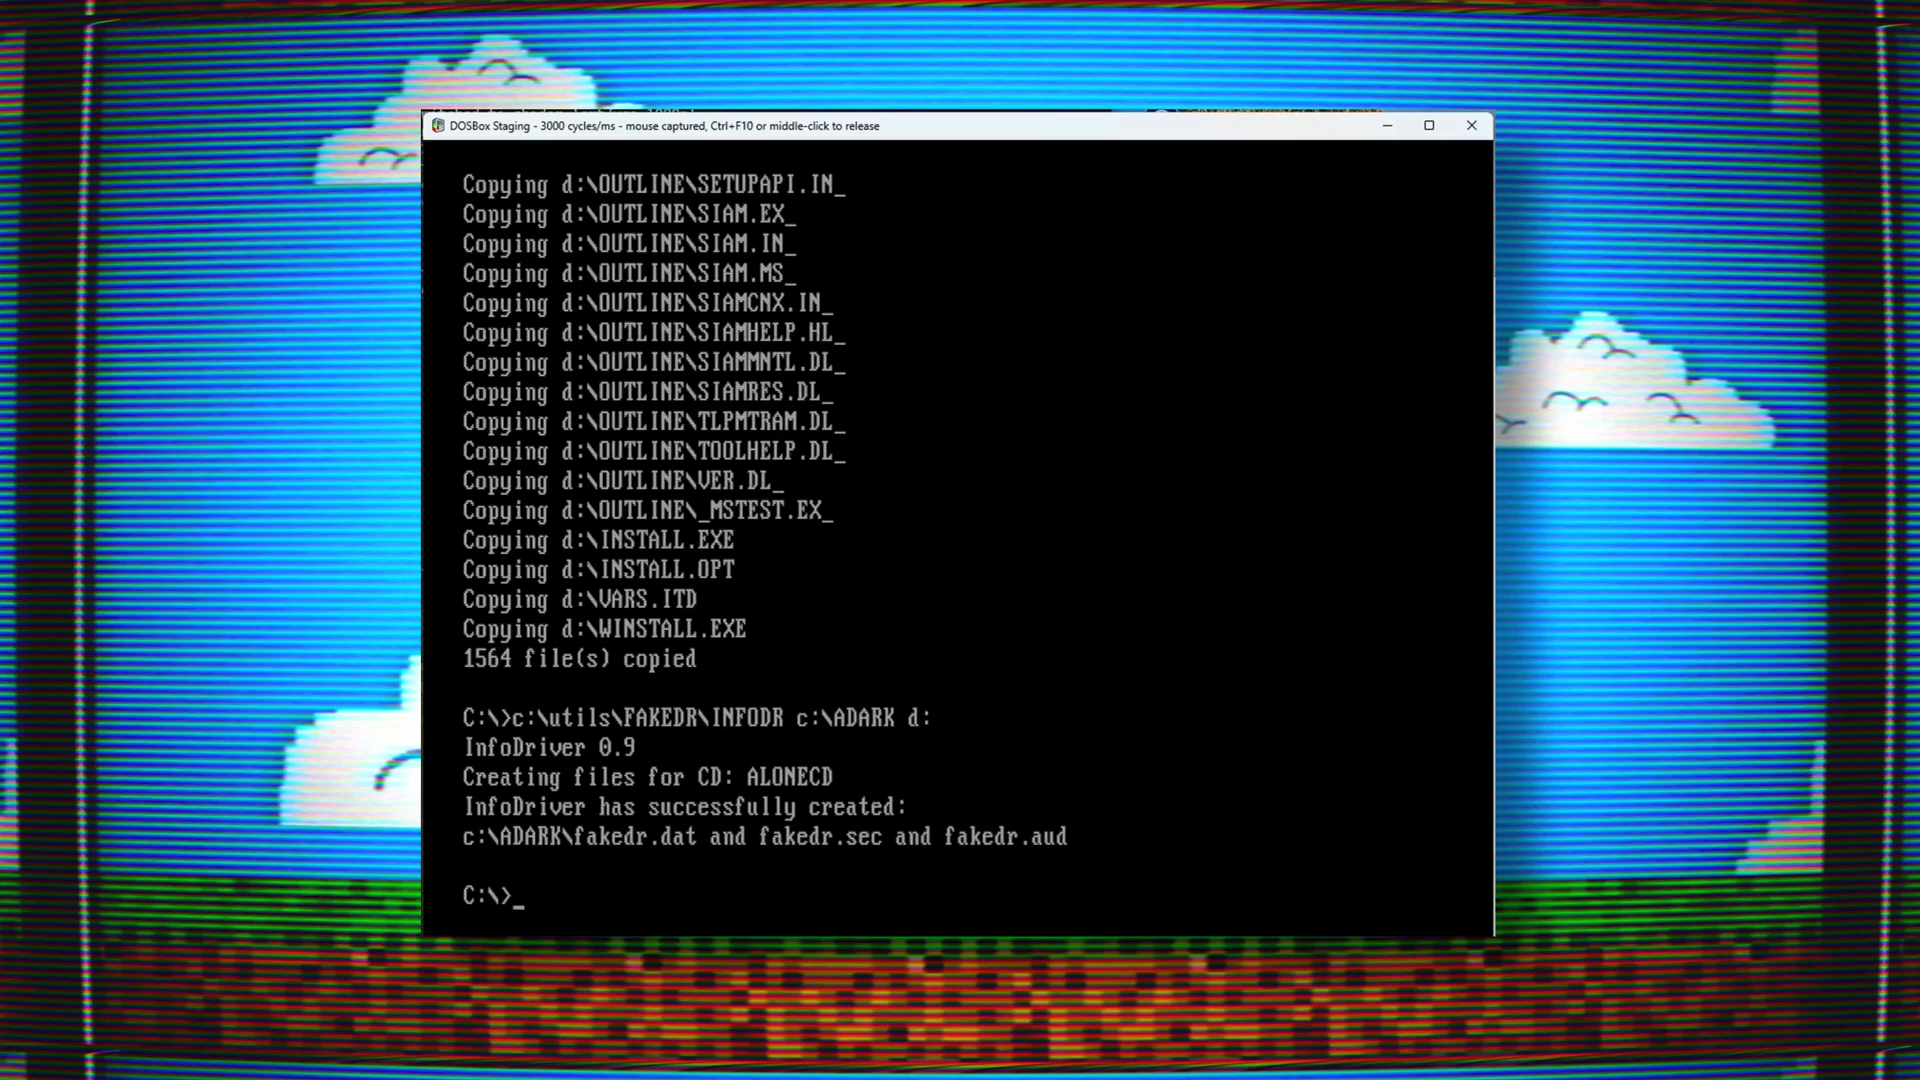 DOSBox Staging - 3000 cycles/ms - mouse captured, Ctrl+F10 or middle-click to release
Copying d:\OUTLINE\SETUPAPI.IN_
Copying d:\OUTLINE\SIAM.EX_
Copying d:\OUTLINE\SIAM.IN_
Copying d:\OUTLINE\SIAM.MS_
Copying d:\OUTLINE\SIAMCNX.IN_
Copying d:\OUTLINE\SIAMHELP.HL_
Copying d:\OUTLINE\SIAMMNTL.DL_
Copying d:\OUTLINE\SIAMRES.DL_
Copying d:\OUTLINE\TLPMTRAM.DL_
Copying d:\OUTLINE\TOOLHELP.DL_
Copying d:\OUTLINE\VER.DL_
Copying d:\OUTLINE\_MSTEST.EX_
Copying d:\INSTALL.EXE
Copying d:\INSTALL.OPT
Copying d:\VARS.ITD
Copying d:\WINSTALL.EXE
1564 file(s) copied
C:\>c:\utils\FAKEDR\INFODR c:\ADARK d:
InfoDriver 0.9
Creating files for CD: ALONECD
InfoDriver has successfully created:
c:\ADARK\fakedr.dat and fakedr.sec and fakedr.aud
C:\>_